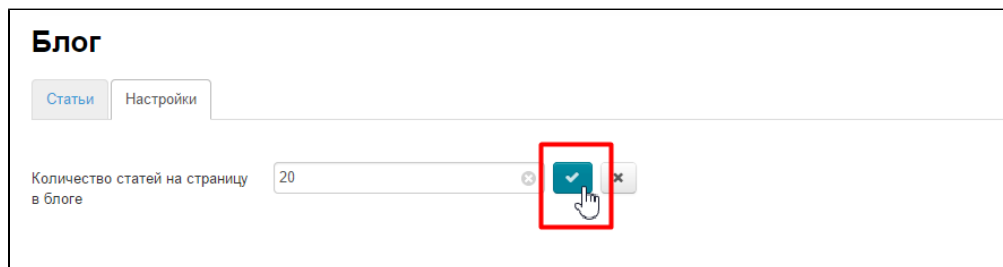 Блог
Статьи
Настройки
Количество статей на страницу
в блоге
20